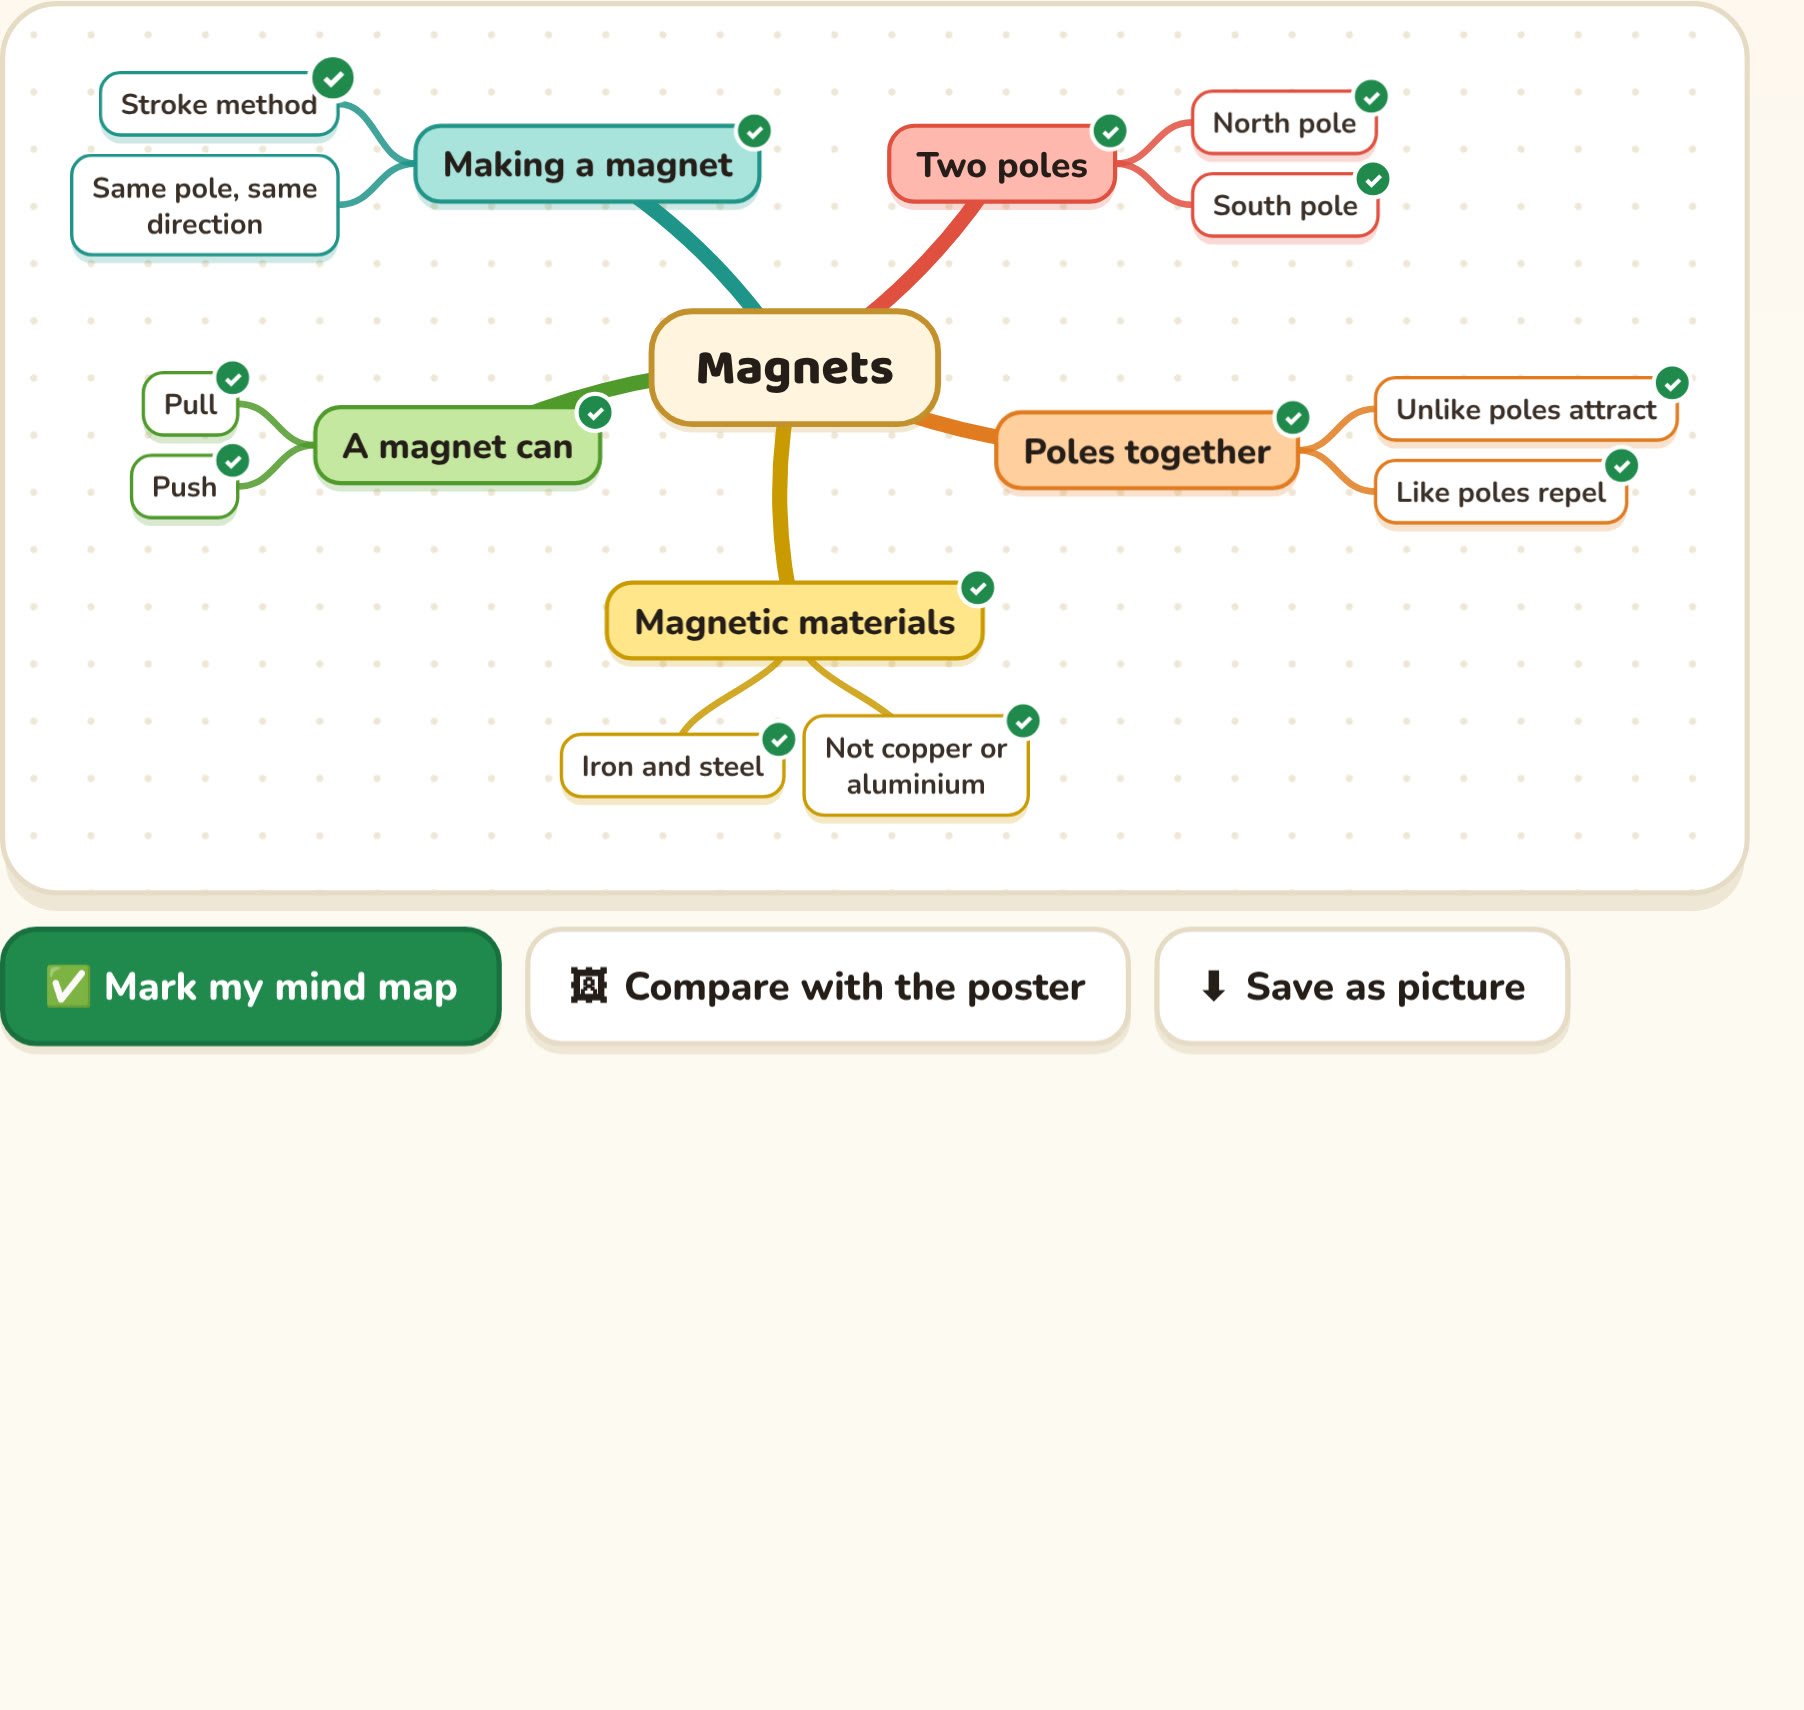 Stroke method
Same pole, same
direction
Making a magnet
Two poles
North pole
South pole
Magnets
Pull
Push
A magnet can
Poles together
Unlike poles attract
Like poles repel
Magnetic materials
Iron and steel
Not copper or
aluminium
Mark my mind map
Compare with the poster
Save as picture